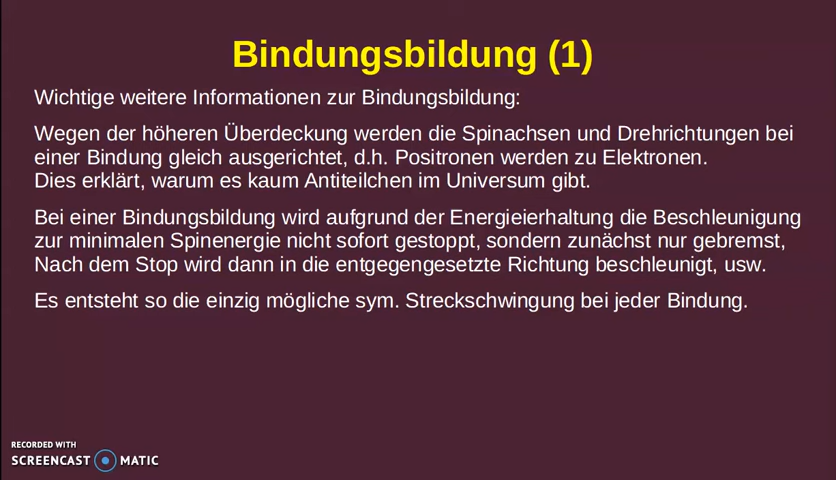 Bindungsbildung (1)
Wichtige weitere Informationen zur Bindungsbildung:
Wegen der höheren Überdeckung werden die Spinachsen und Drehrichtungen bei
einer Bindung gleich ausgerichtet, d.h. Positronen werden zu Elektronen.
Dies erklärt, warum es kaum Antiteilchen im Universum gibt.
Bei einer Bindungsbildung wird aufgrund der Energieierhaltung die Beschleunigung
zur minimalen Spinenergie nicht sofort gestoppt, sondern zunächst nur gebremst,
Nach dem Stop wird dann in die entgegengesetzte Richtung beschleunigt, usw.
Es entsteht so die einzig mögliche sym. Streckschwingung bei jeder Bindung.
RECORDED WITH
SCREENCAST MATIC